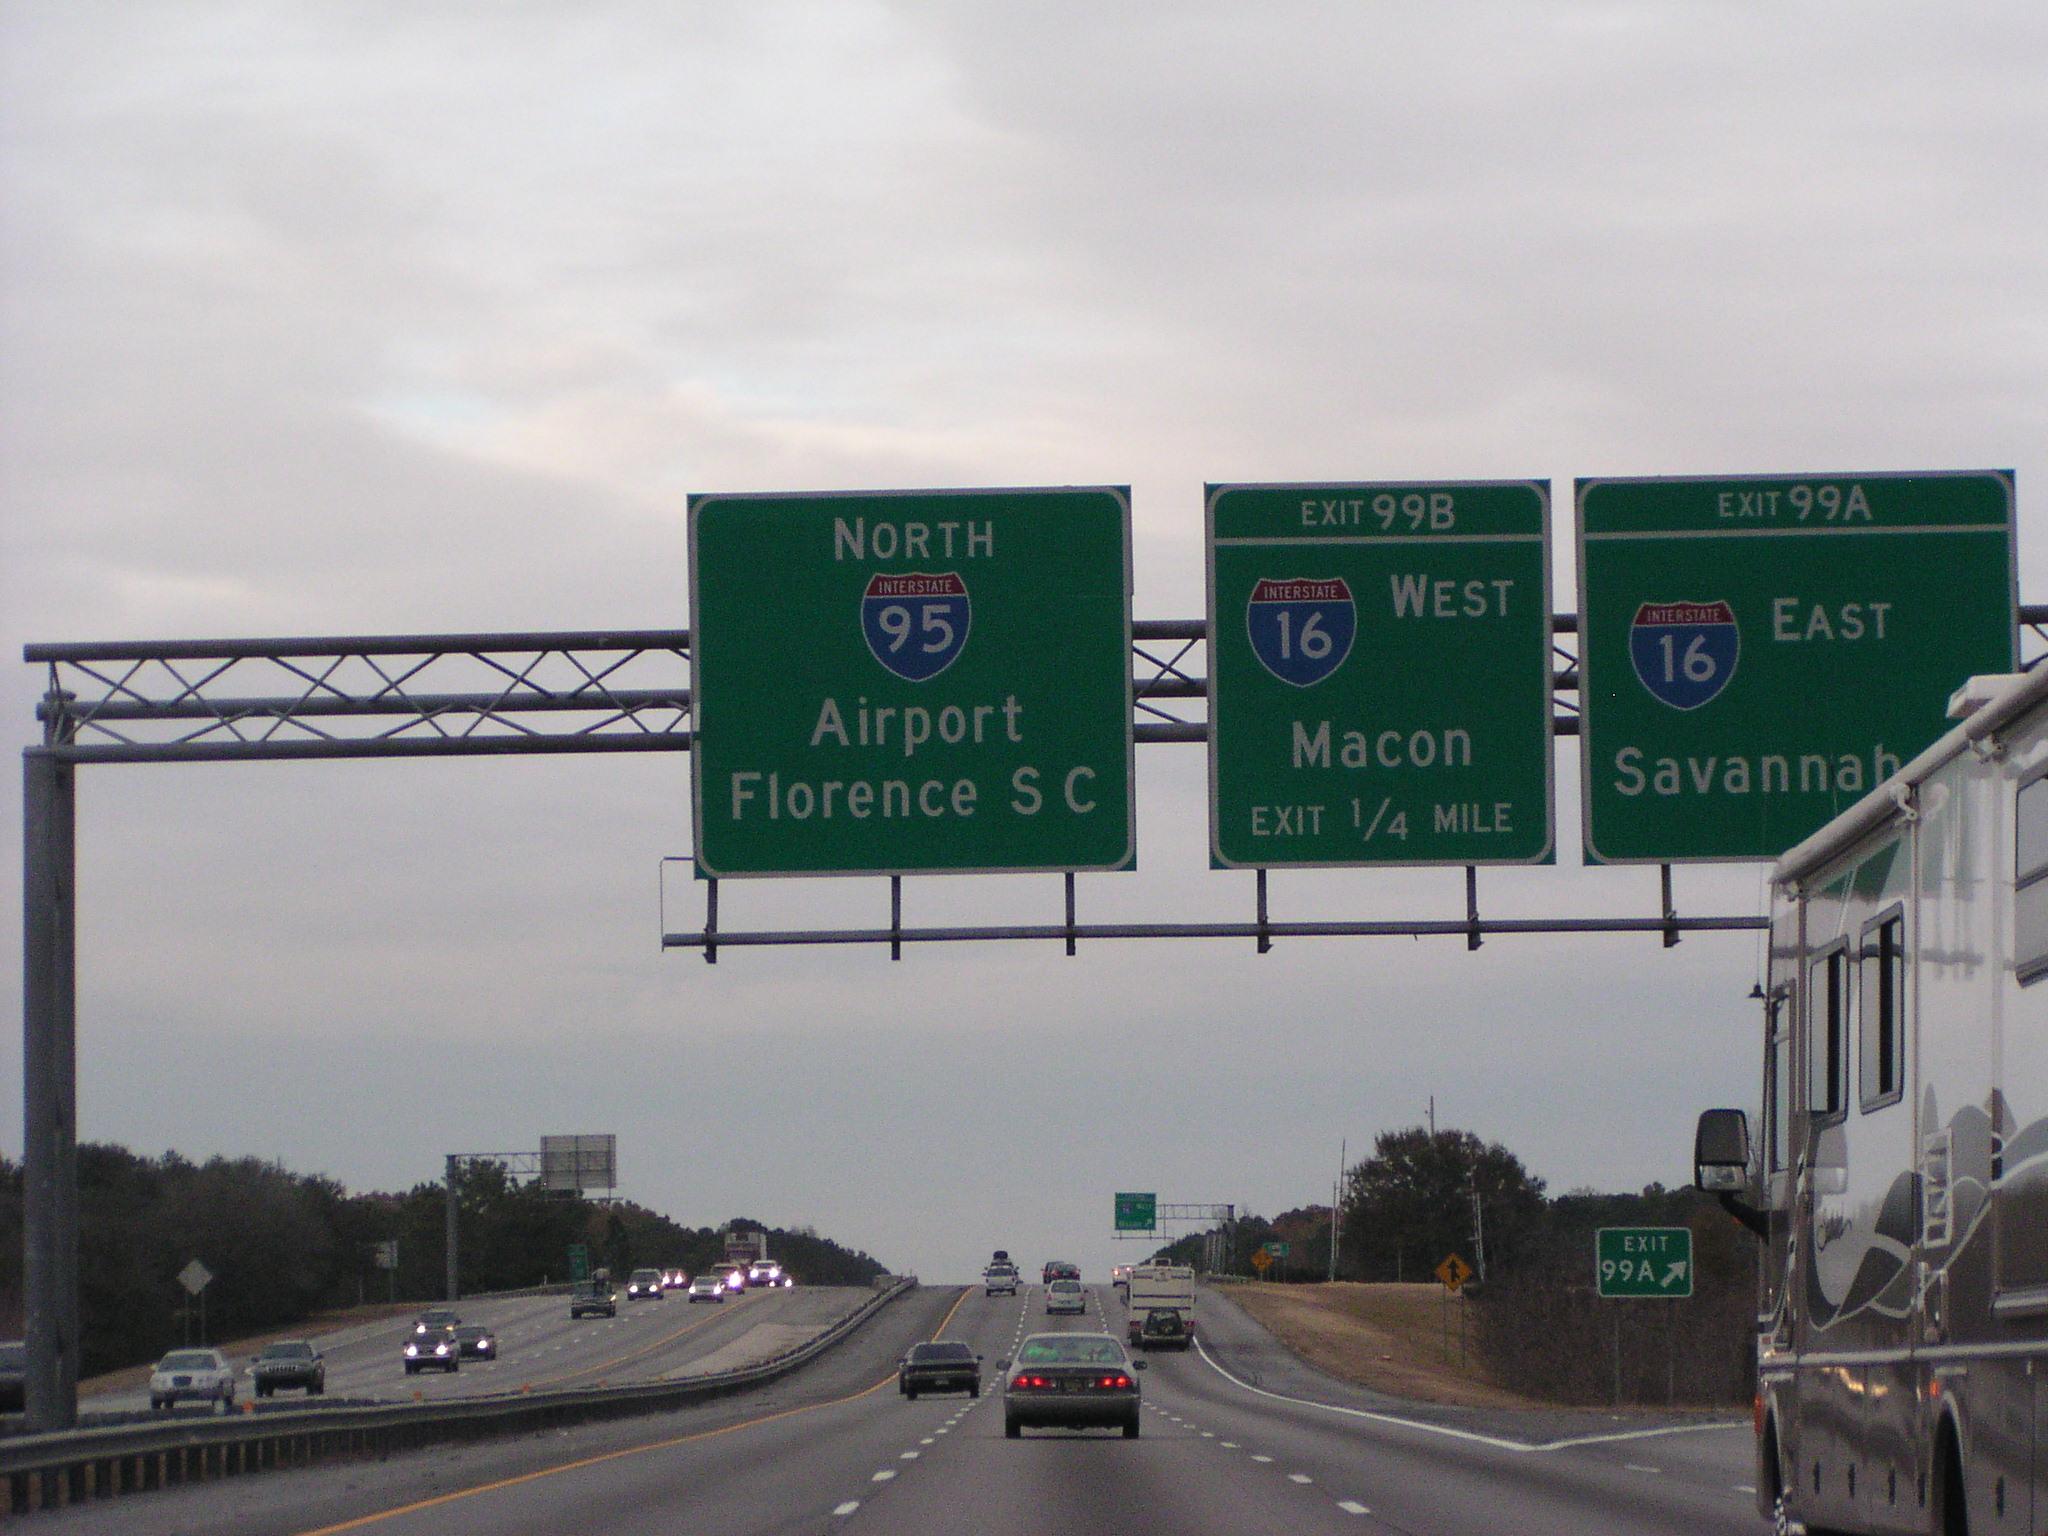 NORTH
INTERSTATE
95
Airport
Florence S C
EXIT 99B
INTERSTATE
16
WEST
Macon
EXIT 1/4 MILE
EXIT 99A
INTERSTATE
16
EAST
Savannah
EXIT
99A